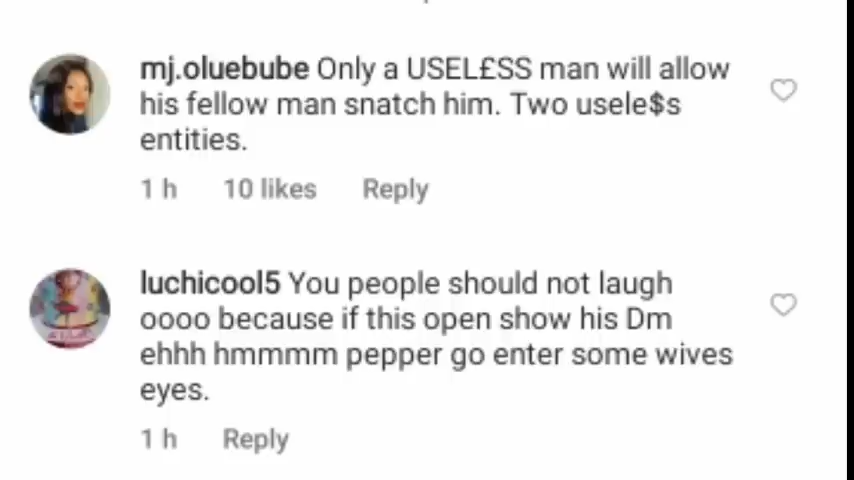 mj.oluebube Only a USEL£SS man will allow
his fellow man snatch him. Two usele$s
entities.
1 h 10 likes Reply
luchicool5 You people should not laugh
oooo because if this open show his Dm
ehhh hmmmm pepper go enter some wives
eyes.
1 h Reply